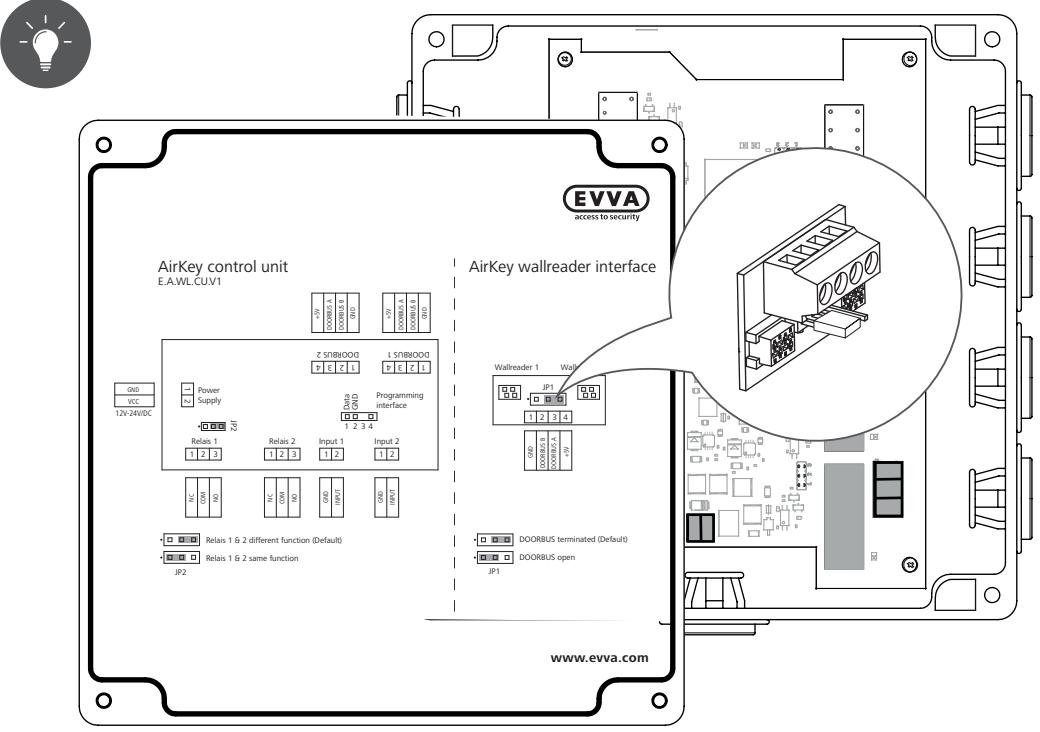 EVVA
access to security
AirKey control unit
E.A.WL.CU.V1
AirKey wallreader interface
+5V
DOORBUS A
DOORBUS B
GND
+5V
DOORBUS A
DOORBUS B
GND
DOORBUS 2
DOORBUS 1
1 2 3 4
1 2 3 4
GND
VCC
12V-24V/DC
1
2
Power
Supply
JP2
Data
GND
1 2 3 4
Programming
interface
Relais 1
Relais 2
Input 1
Input 2
1 2 3
1 2 3
1 2
1 2
NC
COM
NO
NC
COM
NO
GND
INPUT
GND
INPUT
Relais 1 & 2 different function (Default)
Relais 1 & 2 same function
JP2
Wallreader 1
JP1
1 2 3 4
GND
DOORBUS B
DOORBUS A
+5V
DOORBUS terminated (Default)
DOORBUS open
JP1
www.evva.com